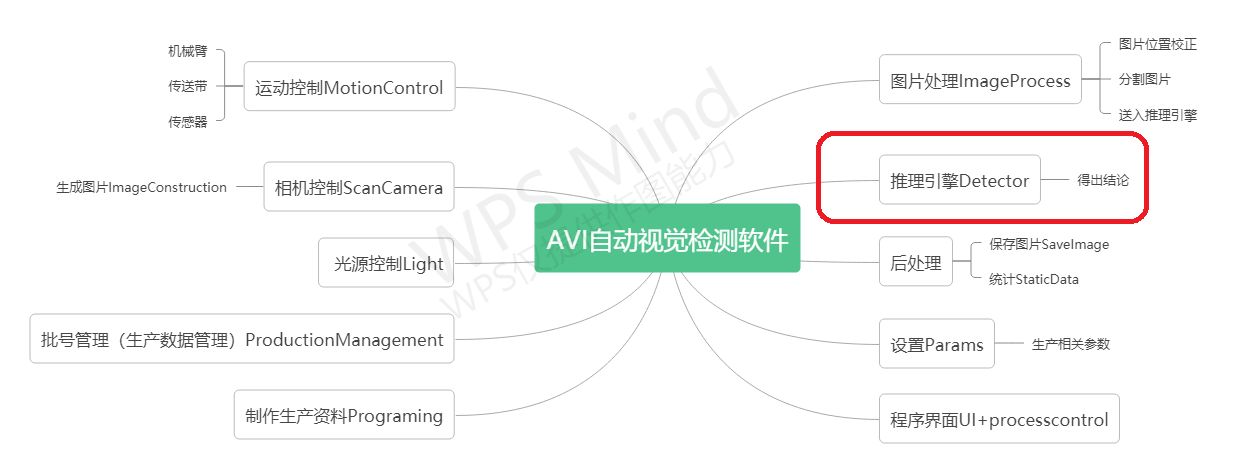 机械臂
传送带
传感器
运动控制MotionControl
生成图片ImageConstruction
相机控制ScanCamera
光源控制Light
批号管理（生产数据管理）ProductionManagement
制作生产资料Programing
AVI自动视觉检测软件
图片处理ImageProcess
图片位置校正
分割图片
送入推理引擎
推理引擎Detector
得出结论
后处理
保存图片SaveImage
统计StaticData
设置Params
生产相关参数
程序界面UI+processcontrol
WPS Mind
WPS仅提供作图能力